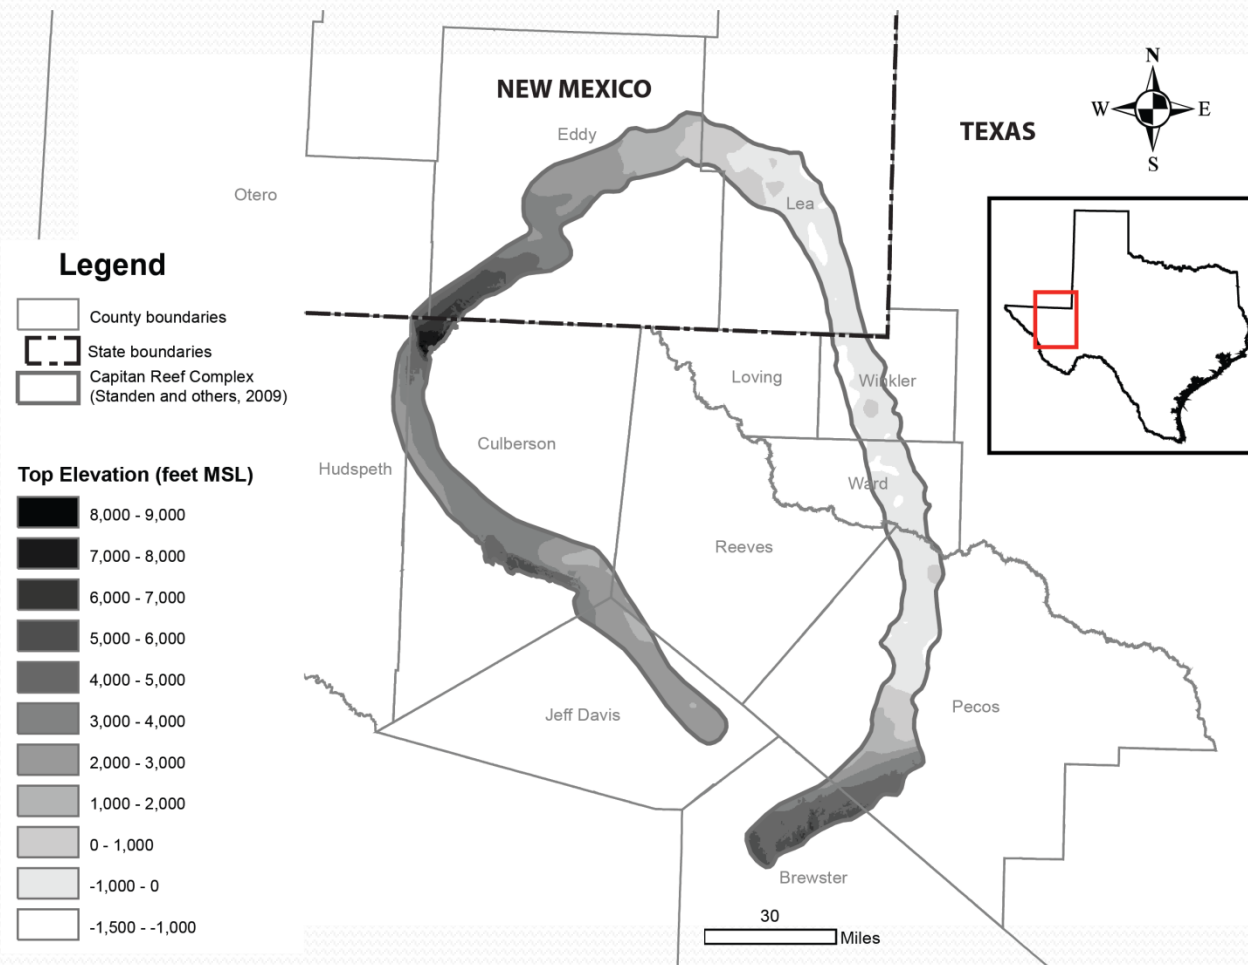 NEW MEXICO
Eddy
TEXAS
N
W
E
S
Otero
Lea
Legend
County boundaries
State boundaries
Capitan Reef Complex
(Standen and others, 2009)
Loving
Winkler
Culberson
Hudspeth
Ward
Top Elevation (feet MSL)
8,000 - 9,000
7,000 - 8,000
6,000 - 7,000
5,000 - 6,000
4,000 - 5,000
3,000 - 4,000
2,000 - 3,000
1,000 - 2,000
0 - 1,000
-1,000 - 0
-1,500 - -1,000
Reeves
Jeff Davis
Pecos
Brewster
30
Miles